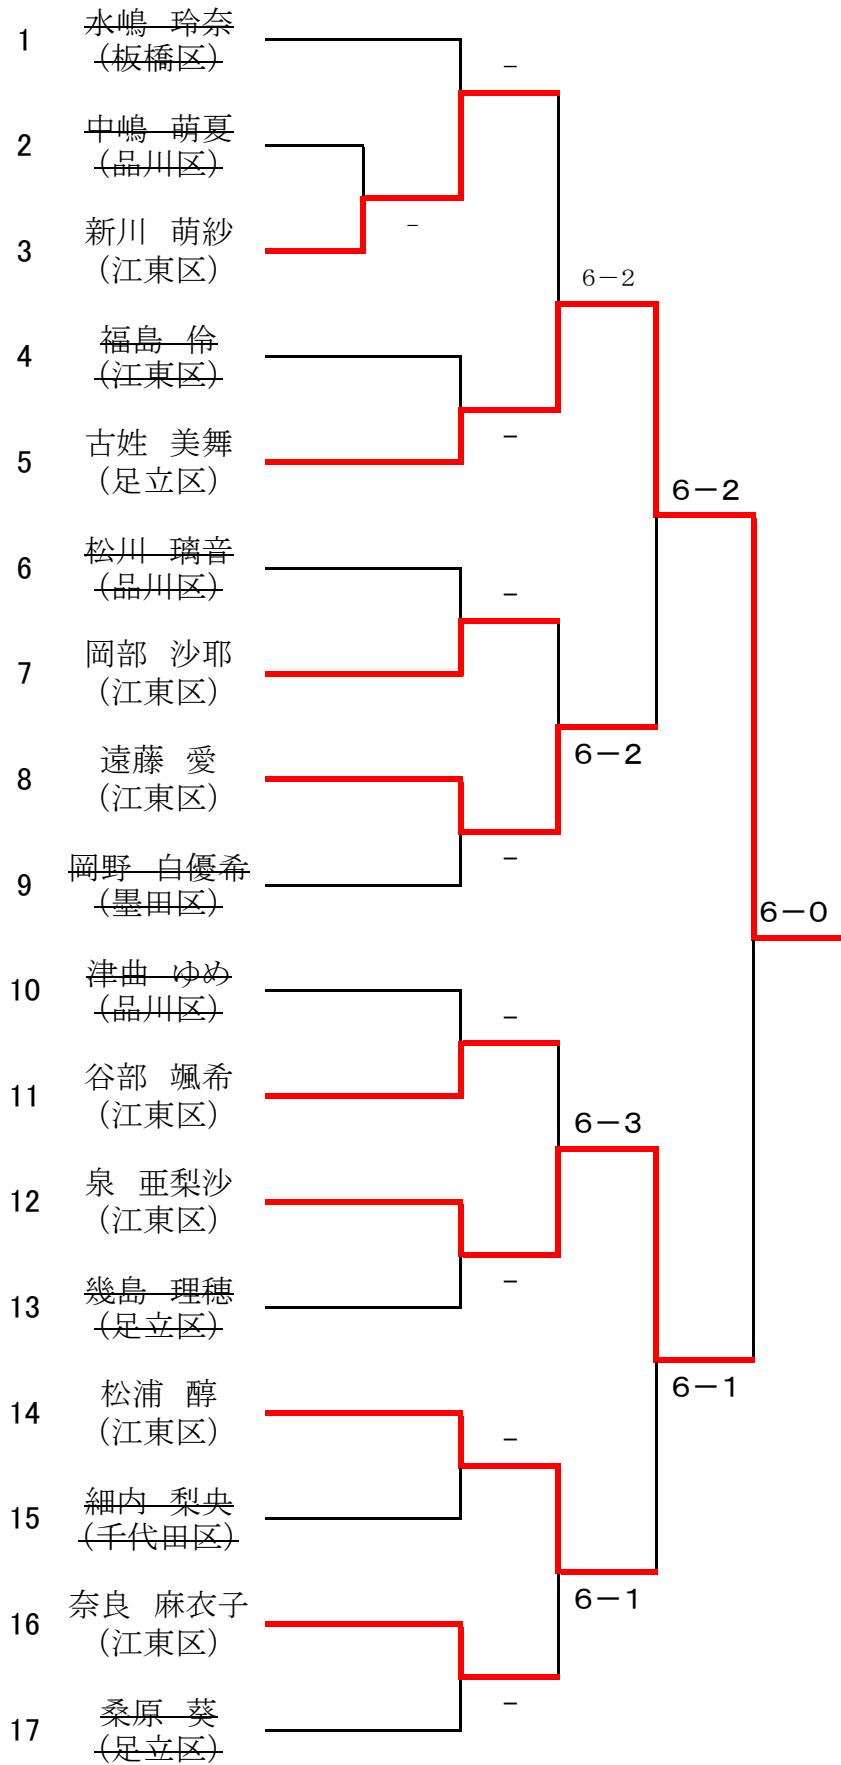 1 水嶋 玲奈
(板橋区)
-
2 中嶋 萌夏
(品川区)
-
3 新川 萌紗
(江東区)
6-2
4 福島 伶
(江東区)
-
5 古姓 美舞
(足立区)
6-2
6 松川 璃音
(品川区)
-
7 岡部 沙耶
(江東区)
6-2
8 遠藤 愛
(江東区)
-
9 岡野 白優希
(墨田区)
6-0
10 津曲 ゆめ
(品川区)
-
11 谷部 颯希
(江東区)
6-3
12 泉 亜梨沙
(江東区)
-
13 幾島 理穂
(足立区)
6-1
14 松浦 醇
(江東区)
-
15 細内 梨央
(千代田区)
6-1
16 奈良 麻衣子
(江東区)
-
17 桑原 葵
(足立区)